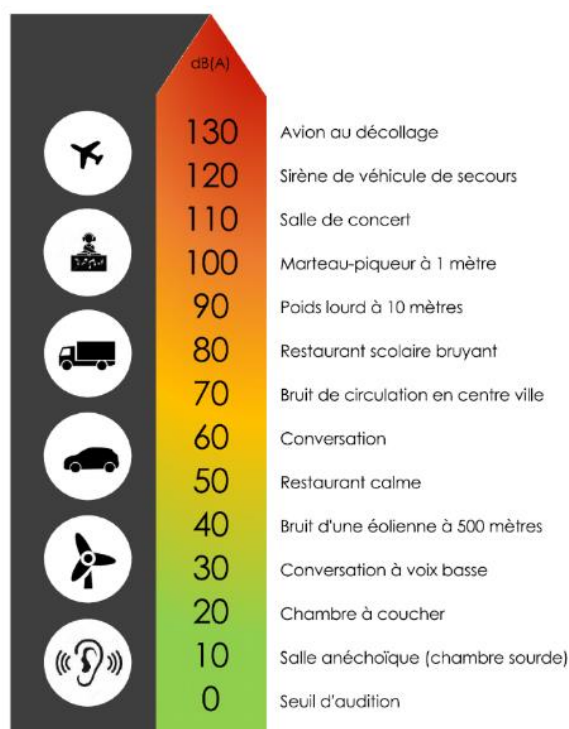 dB(A)
130 Avion au décollage
120 Sirène de véhicule de secours
110 Salle de concert
100 Marteau-piqueur à 1 mètre
90 Poids lourd à 10 mètres
80 Restaurant scolaire bruyant
70 Bruit de circulation en centre ville
60 Conversation
50 Restaurant calme
40 Bruit d'une éolienne à 500 mètres
30 Conversation à voix basse
20 Chambre à coucher
10 Salle anéchoïque (chambre sourde)
0 Seuil d'audition